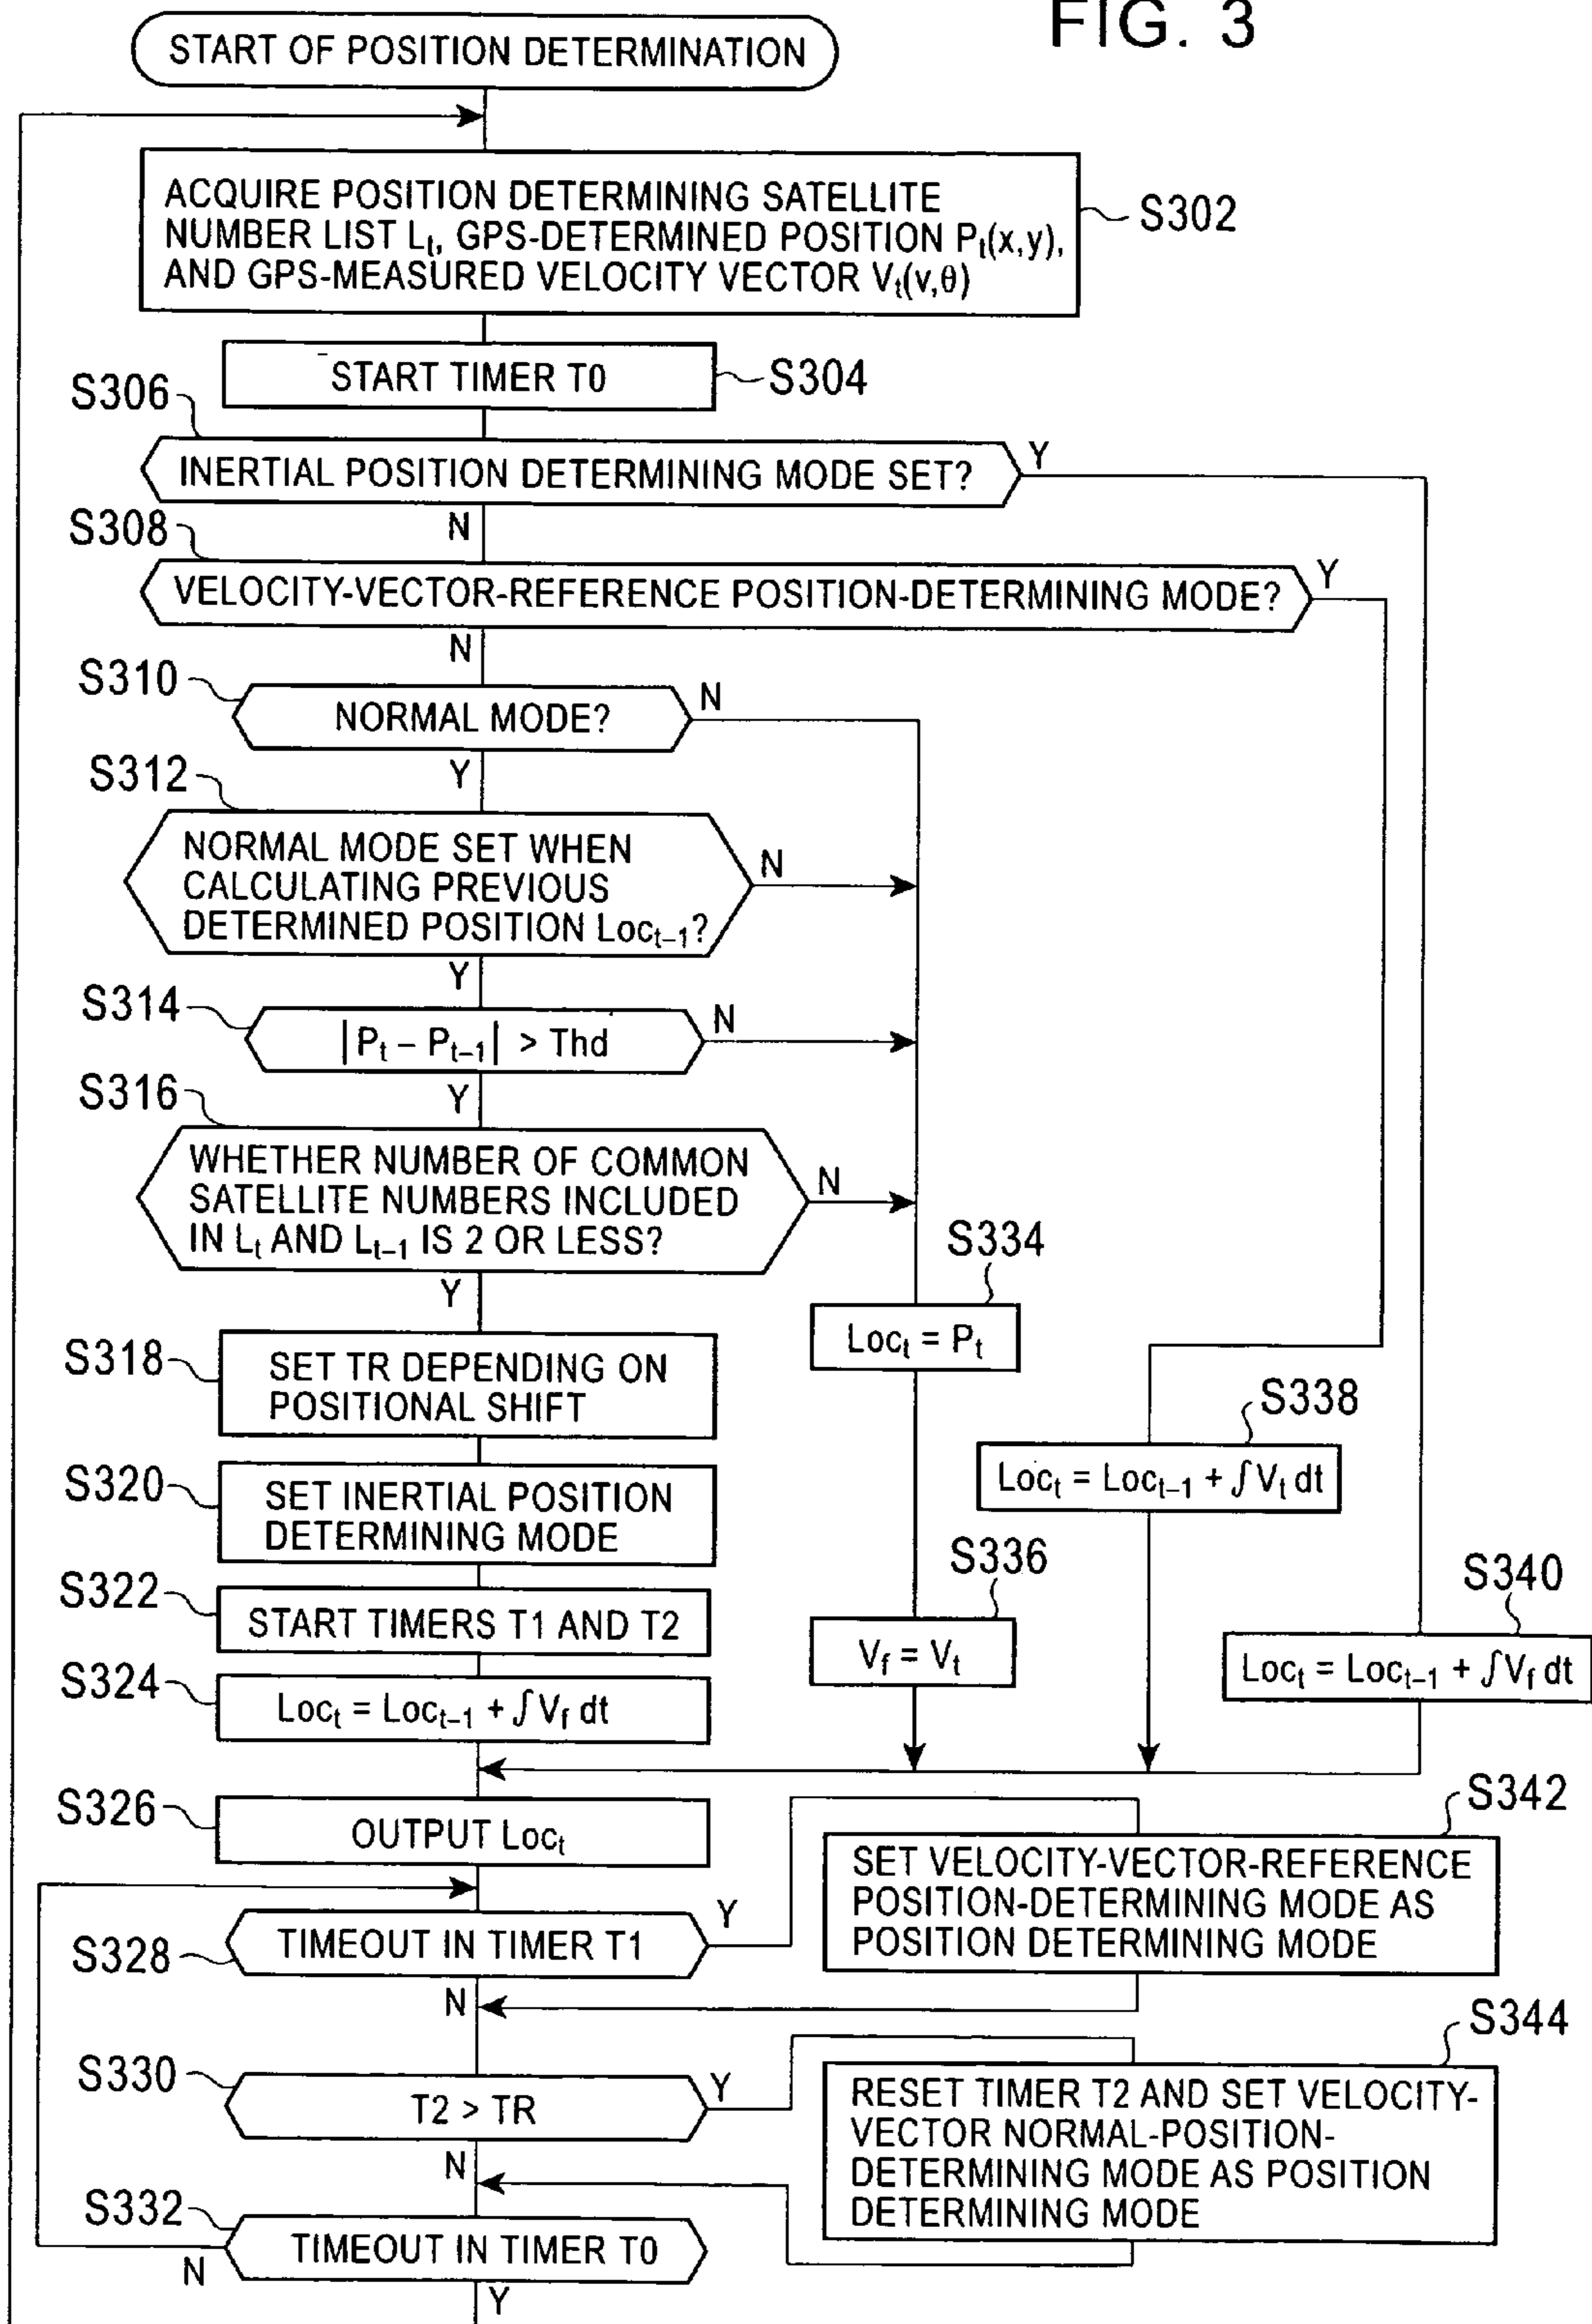 FIG. 3
START OF POSITION DETERMINATION
ACQUIRE POSITION DETERMINING SATELLITE
NUMBER LIST Lt, GPS-DETERMINED POSITION Pt(x,y),
AND GPS-MEASURED VELOCITY VECTOR Vt(v,θ)
S302
START TIMER T0
S304
S306
INERTIAL POSITION DETERMINING MODE SET?
Y
N
S308
VELOCITY-VECTOR-REFERENCE POSITION-DETERMINING MODE?
Y
N
S310
NORMAL MODE?
N
Y
S312
NORMAL MODE SET WHEN
CALCULATING PREVIOUS
DETERMINED POSITION Loct-1?
N
Y
S314
|Pt - Pt-1| > Thd
N
Y
S316
WHETHER NUMBER OF COMMON
SATELLITE NUMBERS INCLUDED
IN Lt AND Lt-1 IS 2 OR LESS?
N
Y
S334
Loct = Pt
S318
SET TR DEPENDING ON
POSITIONAL SHIFT
S338
Loct = Loct-1 + ∫Vt dt
S320
SET INERTIAL POSITION
DETERMINING MODE
S336
Vf = Vt
S340
Loct = Loct-1 + ∫Vf dt
S322
START TIMERS T1 AND T2
S324
Loct = Loct-1 + ∫Vf dt
S326
OUTPUT Loct
S342
SET VELOCITY-VECTOR-REFERENCE
POSITION-DETERMINING MODE AS
POSITION DETERMINING MODE
S328
TIMEOUT IN TIMER T1
Y
N
S344
RESET TIMER T2 AND SET VELOCITY-
VECTOR NORMAL-POSITION-
DETERMINING MODE AS POSITION
DETERMINING MODE
S330
T2 > TR
Y
N
S332
TIMEOUT IN TIMER T0
N
Y